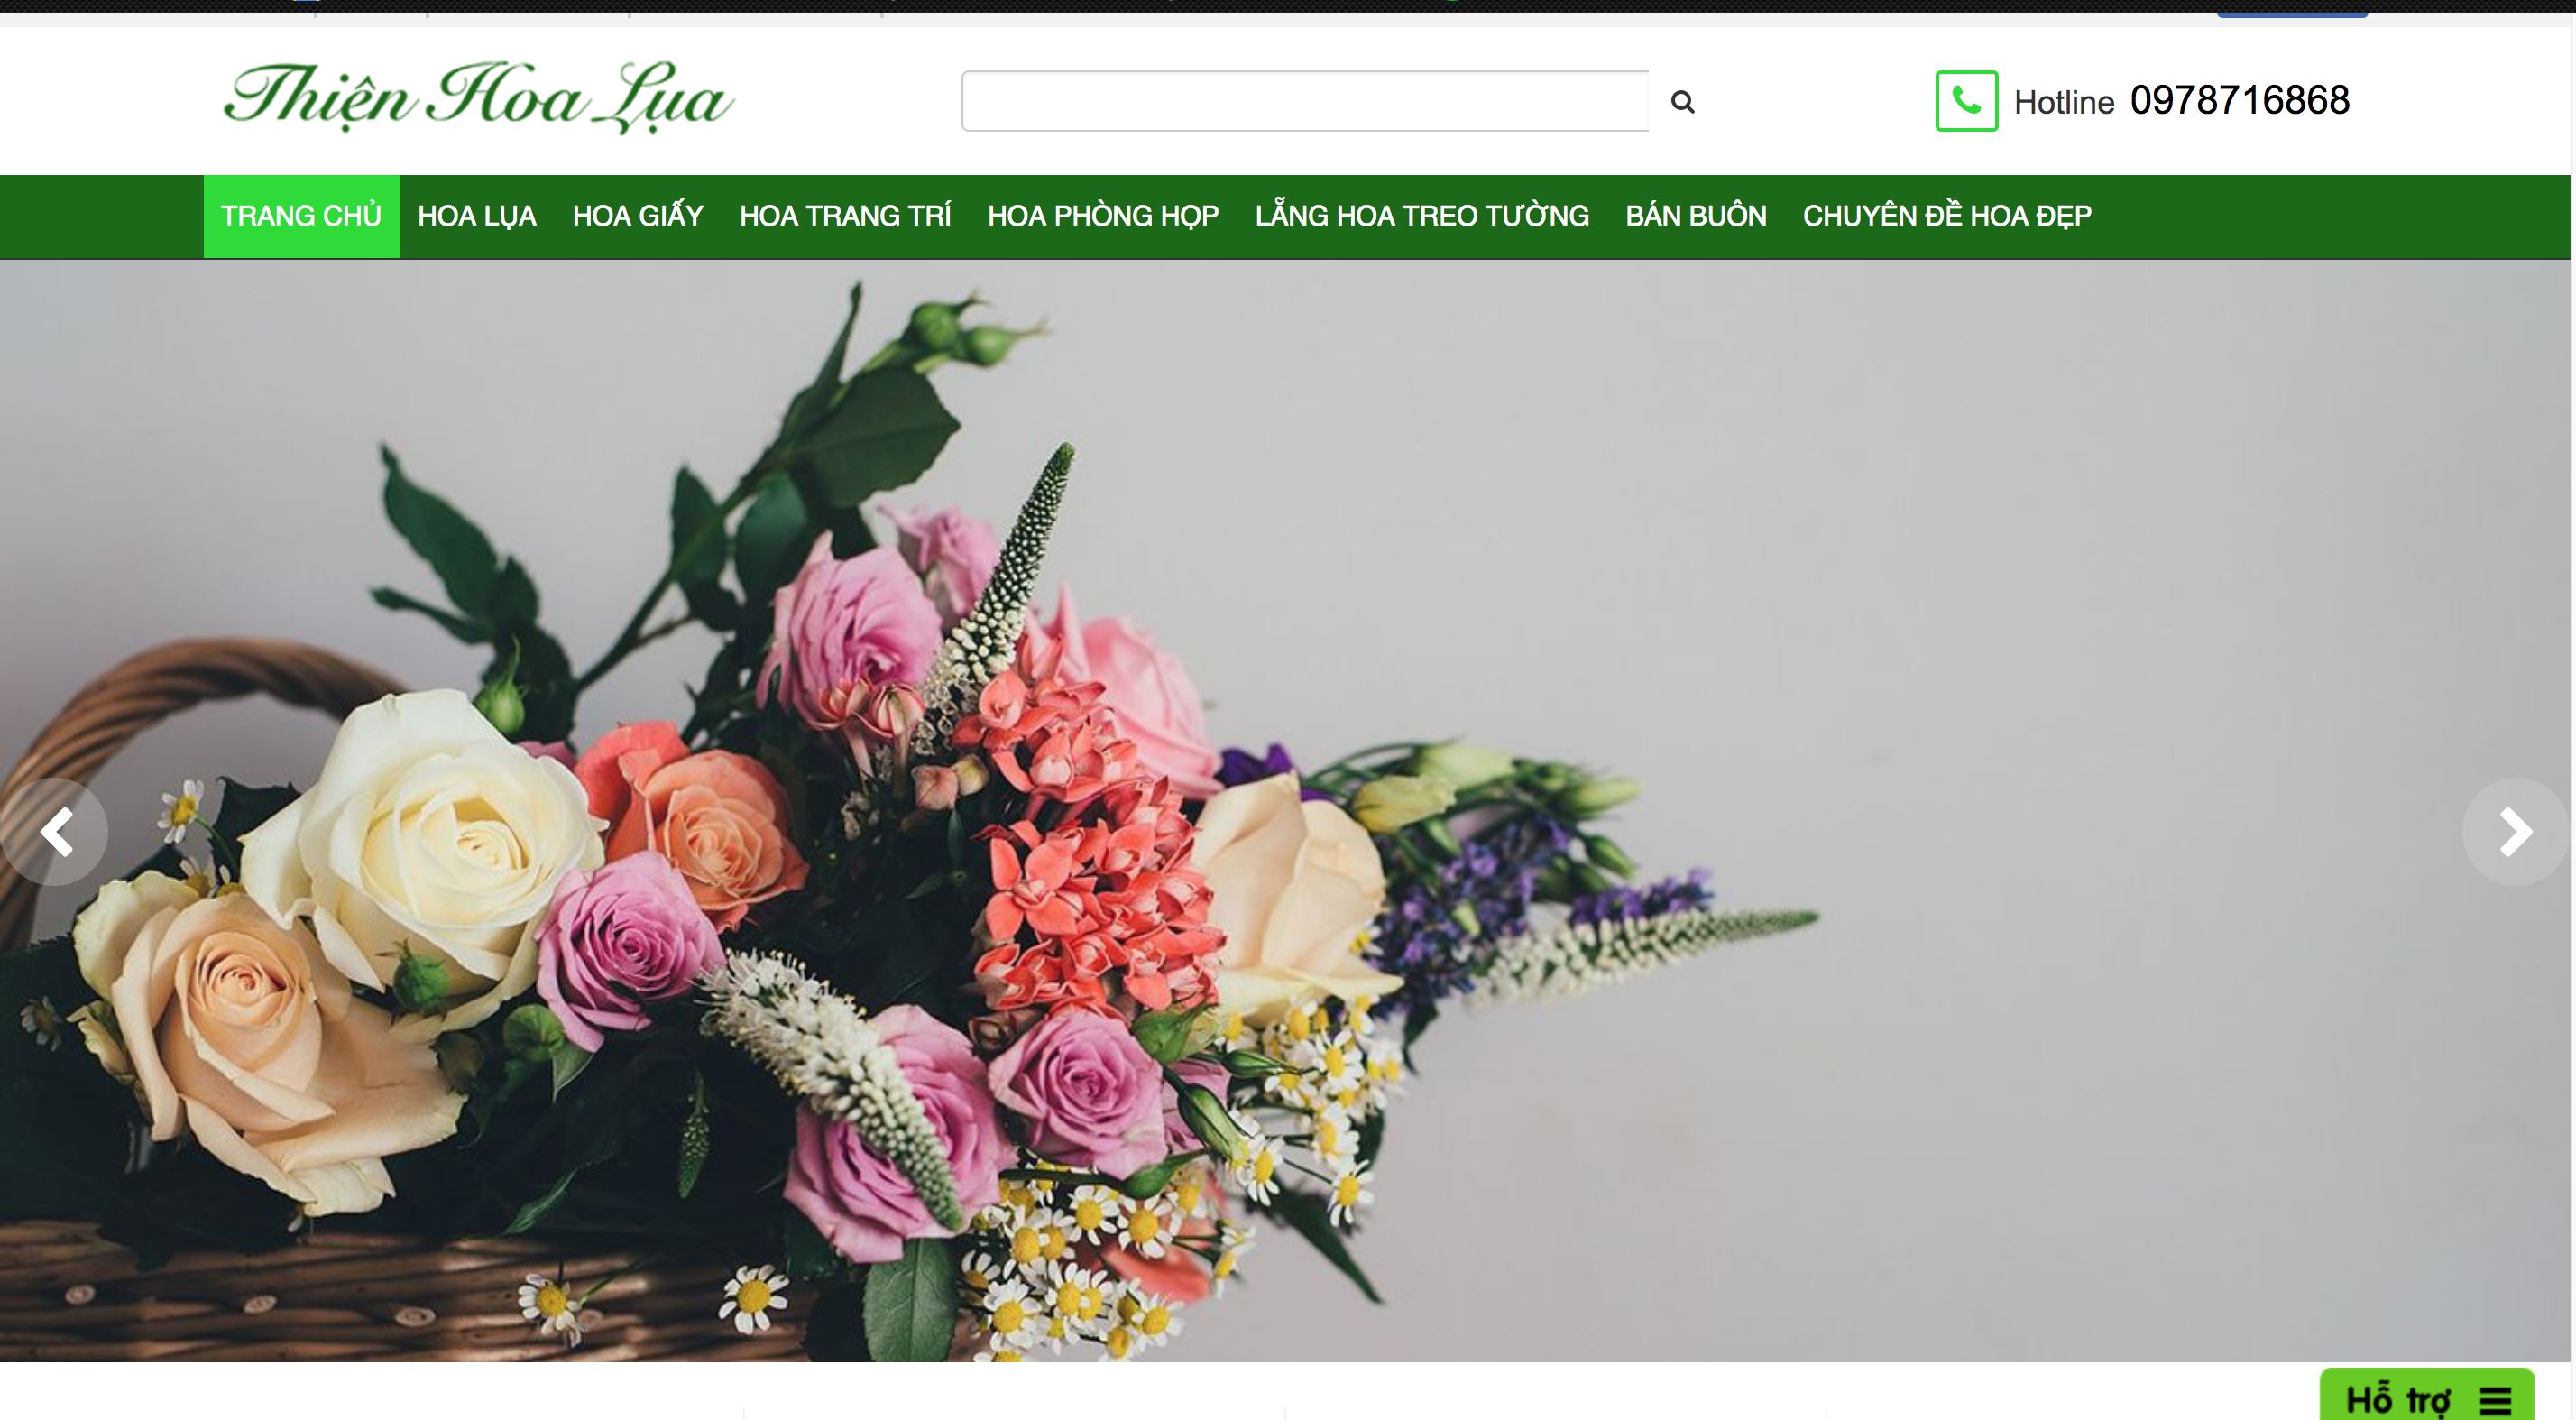 Thiện Hoa Lụa
Hotline 0978716868
TRANG CHỦ HOA LỤA HOA GIẤY HOA TRANG TRÍ HOA PHÒNG HỌP LẴNG HOA TREO TƯỜNG BÁN BUÔN CHUYÊN ĐỀ HOA ĐẸP
Hỗ trợ